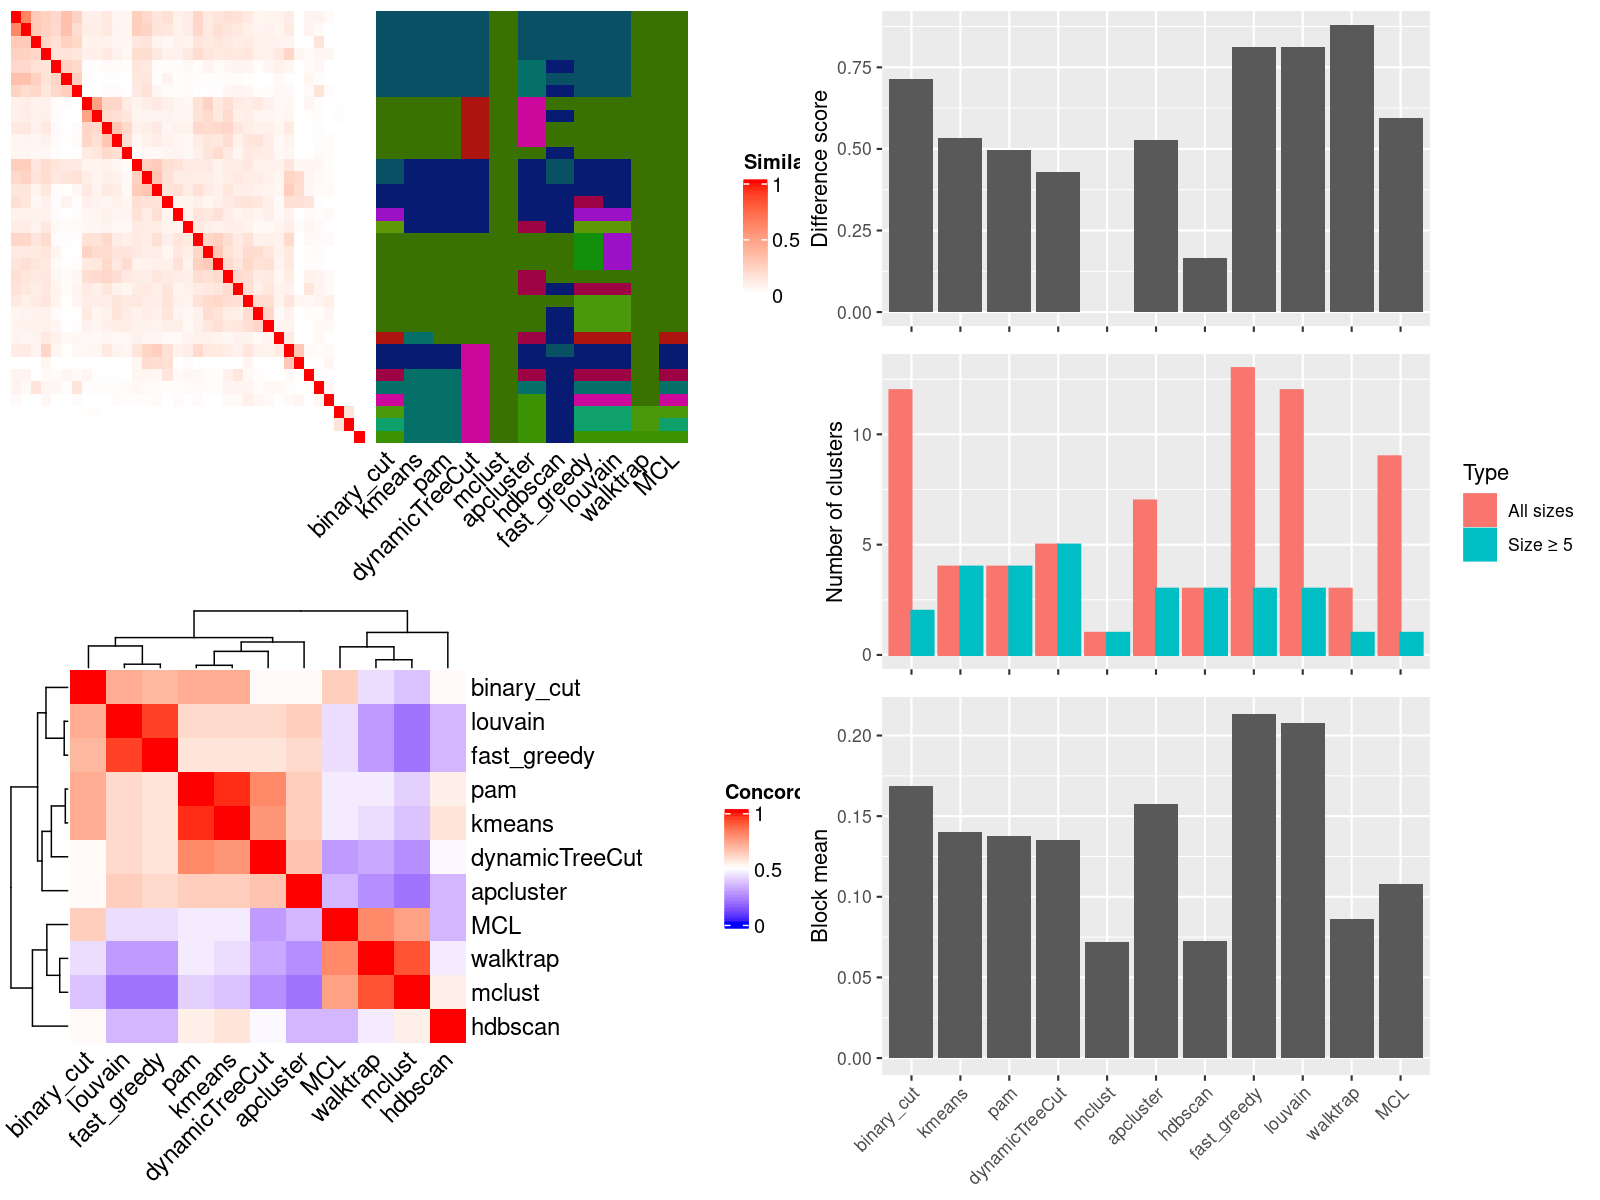 Simila
1
0.5
0
binary_cut
kmeans
pam
dynamicTreeCut
mclust
apcluster
hdbscan
fast_greedy
louvain
walktrap
MCL
binary_cut
louvain
fast_greedy
pam
kmeans
dynamicTreeCut
apcluster
MCL
walktrap
mclust
hdbscan
Concord
1
0.5
0
binary_cut
louvain
fast_greedy
pam
kmeans
dynamicTreeCut
apcluster
MCL
walktrap
mclust
hdbscan
Difference score
0.75
0.50
0.25
0.00
Number of clusters
10
5
0
Type
All sizes
Size ≥ 5
Block mean
0.20
0.15
0.10
0.05
0.00
binary_cut
kmeans
pam
dynamicTreeCut
mclust
apcluster
hdbscan
fast_greedy
louvain
walktrap
MCL